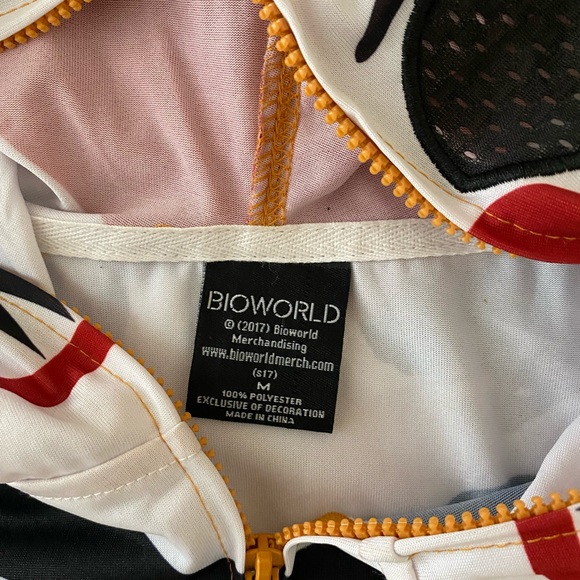 BIOWORLD
© (2017) Bioworld
Merchandising
www.bioworldmerch.com
(S17)
M
100% POLYESTER
EXCLUSIVE OF DECORATION
MADE IN CHINA